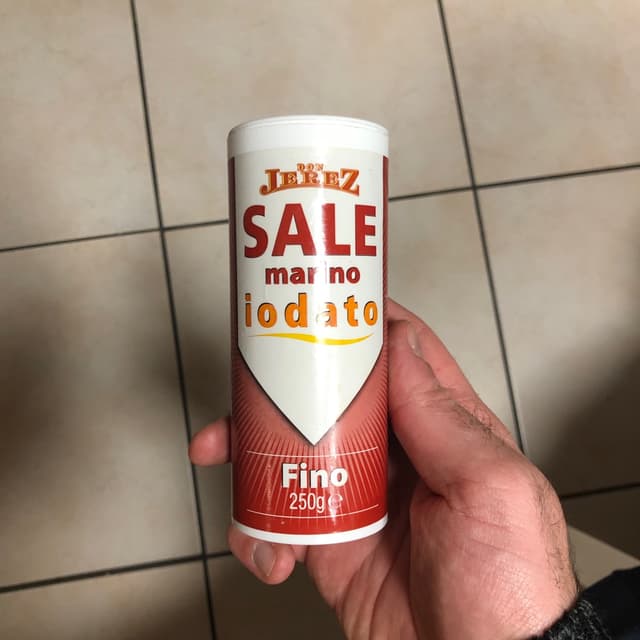 DON
JEREZ
SALE
marino
iodato
Fino
250g ℮